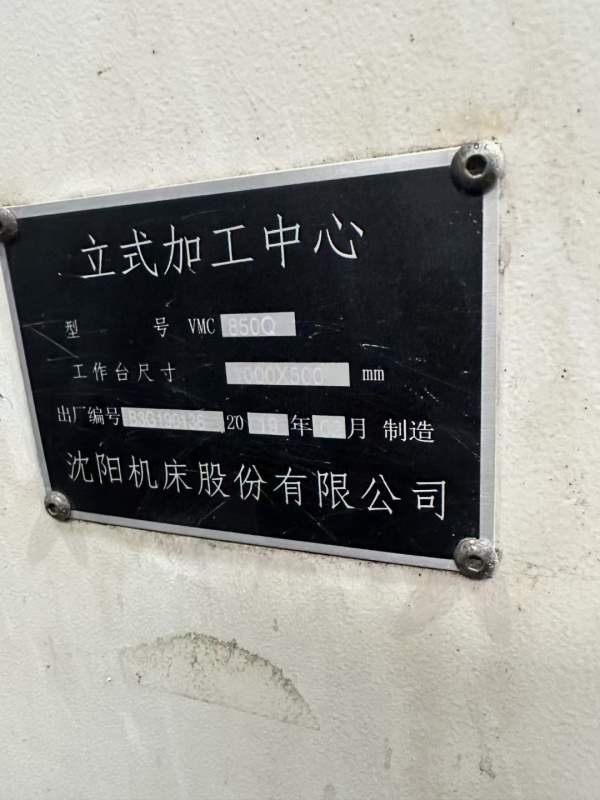 立式加工中心
型 号 VMC 850Q
工作台尺寸 1000X500 mm
出厂编号 20 19 年 月 制造
沈阳机床股份有限公司